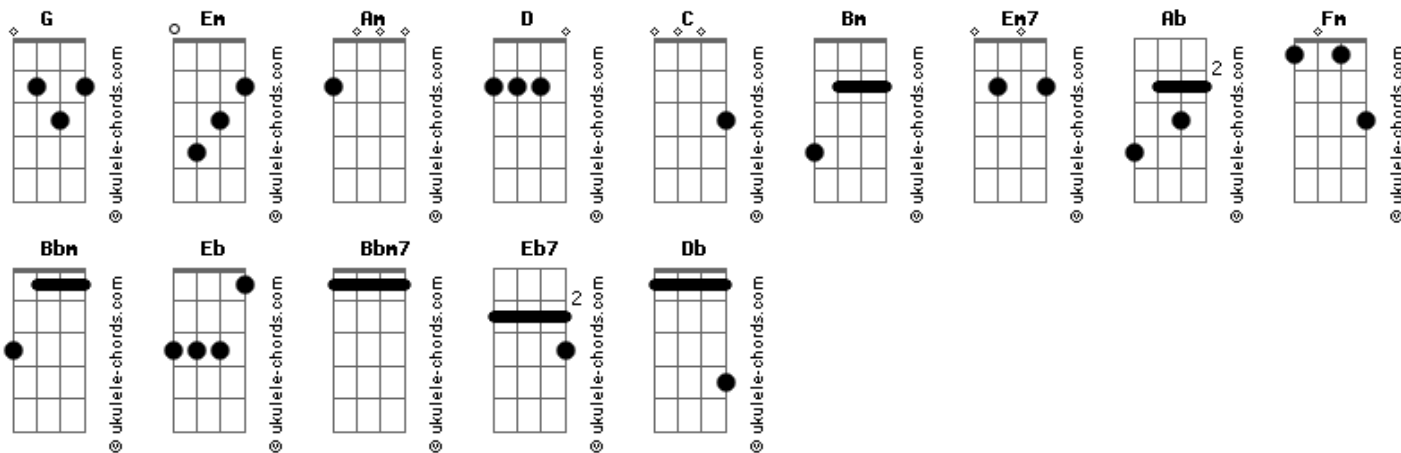 G Em Am D C Bm Em7 Ab Fm
2
© ukulele-chords.com © ukulele-chords.com © ukulele-chords.com © ukulele-chords.com © ukulele-chords.com © ukulele-chords.com © ukulele-chords.com © ukulele-chords.com © ukulele-chords.com
Bbm Eb Bbm7 Eb7 Db
2
© ukulele-chords.com © ukulele-chords.com © ukulele-chords.com © ukulele-chords.com © ukulele-chords.com